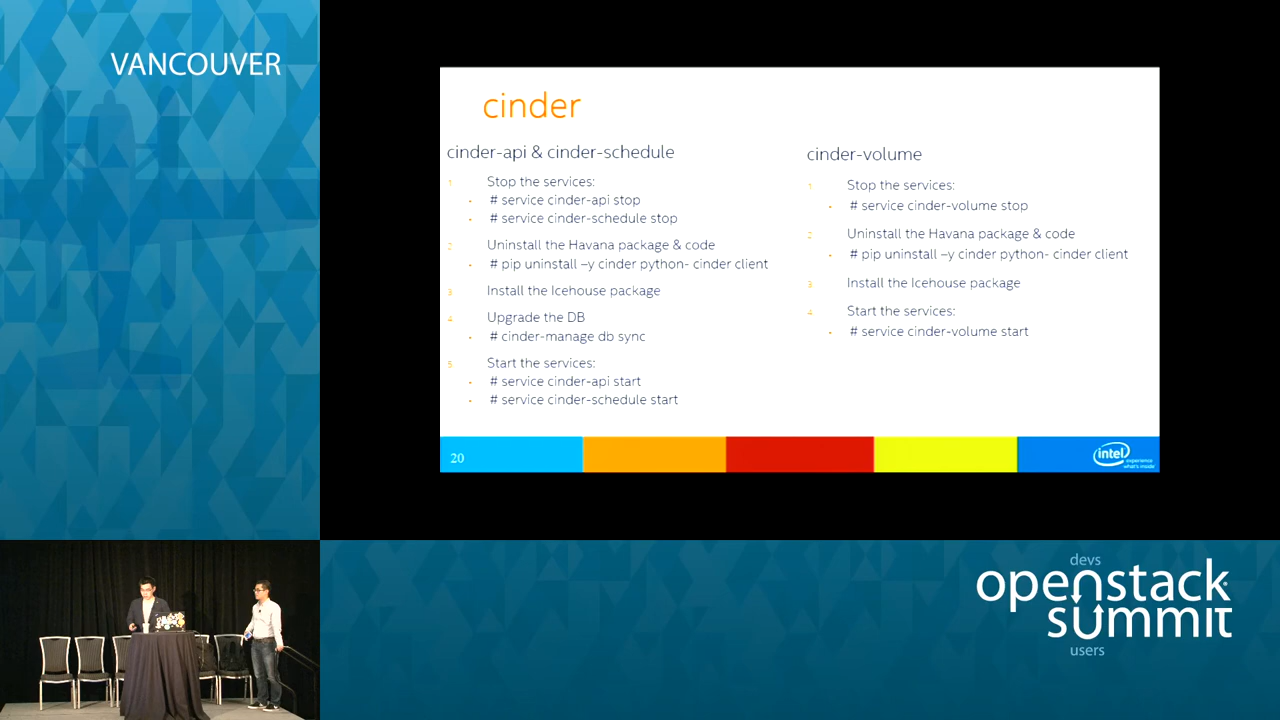 VANCOUVER
cinder
cinder-api & cinder-schedule
1 Stop the services:
• # service cinder-api stop
• # service cinder-schedule stop
2 Uninstall the Havana package & code
• # pip uninstall –y cinder python- cinder client
3 Install the Icehouse package
4 Upgrade the DB
• # cinder-manage db sync
5 Start the services:
• # service cinder-api start
• # service cinder-schedule start
cinder-volume
1 Stop the services:
• # service cinder-volume stop
2 Uninstall the Havana package & code
• # pip uninstall –y cinder python- cinder client
3 Install the Icehouse package
4 Start the services:
• # service cinder-volume start
20
intel
experience
what's inside
devs
openstack
summit
users